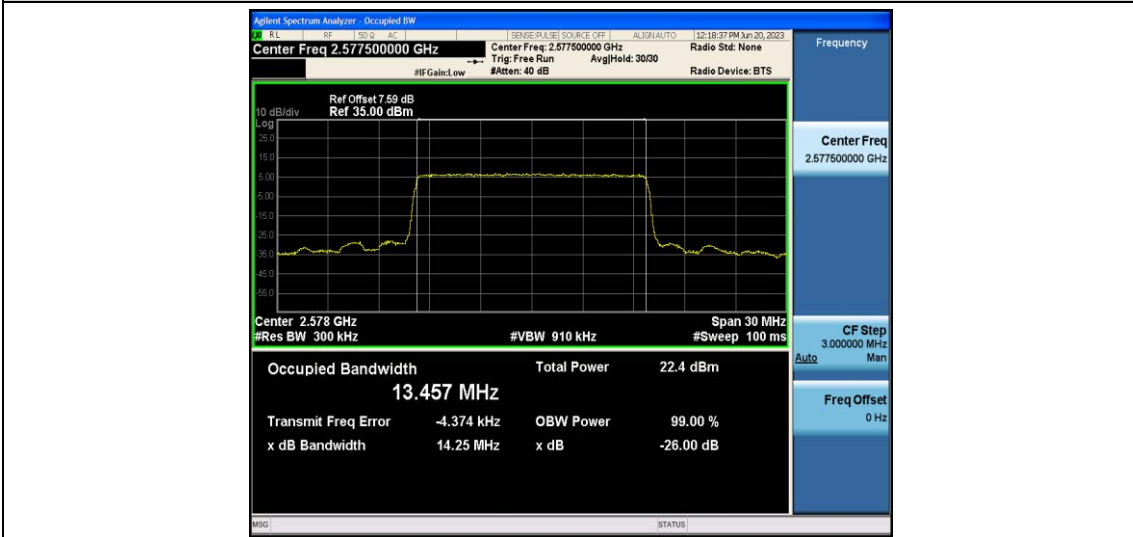 Agilent Spectrum Analyzer - Occupied BW
RL RF 50 Ω AC SENSE:PULSE SOURCE OFF ALIGNAUTO 12:18:37 PM Jun 20, 2023
Center Freq 2.577500000 GHz
Center Freq: 2.577500000 GHz
Radio Std: None
Trig: Free Run Avg|Hold: 30/30
#IFGain:Low #Atten: 40 dB Radio Device: BTS
Ref Offset 7.59 dB
10 dB/div Ref 35.00 dBm
Log
25.0
15.0
5.00
-5.00
-15.0
-25.0
-35.0
-45.0
-55.0
Center 2.578 GHz Span 30 MHz
#Res BW 300 kHz #VBW 910 kHz #Sweep 100 ms
Occupied Bandwidth Total Power 22.4 dBm
13.457 MHz
Transmit Freq Error -4.374 kHz OBW Power 99.00 %
x dB Bandwidth 14.25 MHz x dB -26.00 dB
Frequency
Center Freq
2.577500000 GHz
CF Step
3.000000 MHz
Auto Man
Freq Offset
0 Hz
MSG STATUS